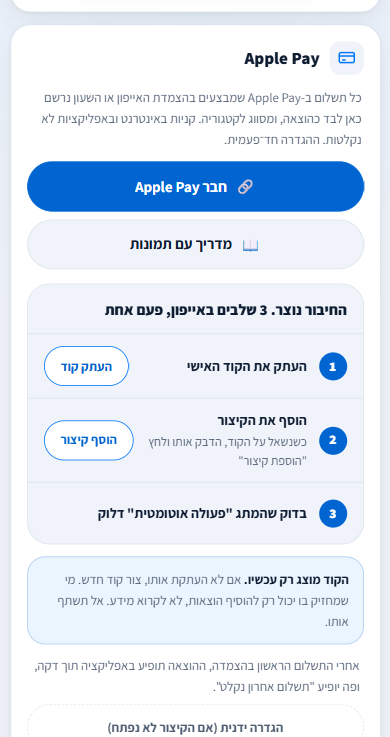 Apple Pay
כל תשלום ב-Apple Pay שמבצעים בהצמדת האייפון או השעון נרשם
כאן לבד כהוצאה, ומסווג לקטגוריה. קניות באינטרנט ובאפליקציות לא
נקלטות. ההגדרה חד־פעמית.
חבר Apple Pay
מדריך עם תמונות
החיבור נוצר. 3 שלבים באייפון, פעם אחת
1 העתק את הקוד האישי העתק קוד
הוסף את הקיצור
2 כשנשאל על הקוד, הדבק אותו ולחץ הוסף קיצור
"הוספת קיצור"
3 בדוק שהמתג "פעולה אוטומטית" דלוק
הקוד מוצג רק עכשיו. אם לא העתקת אותו, צור קוד חדש. מי
שמחזיק בו יכול רק להוסיף הוצאות, לא לקרוא מידע. אל תשתף
אותו.
אחרי התשלום הראשון בהצמדה, ההוצאה תופיע באפליקציה תוך דקה,
ופה יופיע "תשלום אחרון נקלט".
הגדרה ידנית (אם הקיצור לא נפתח)